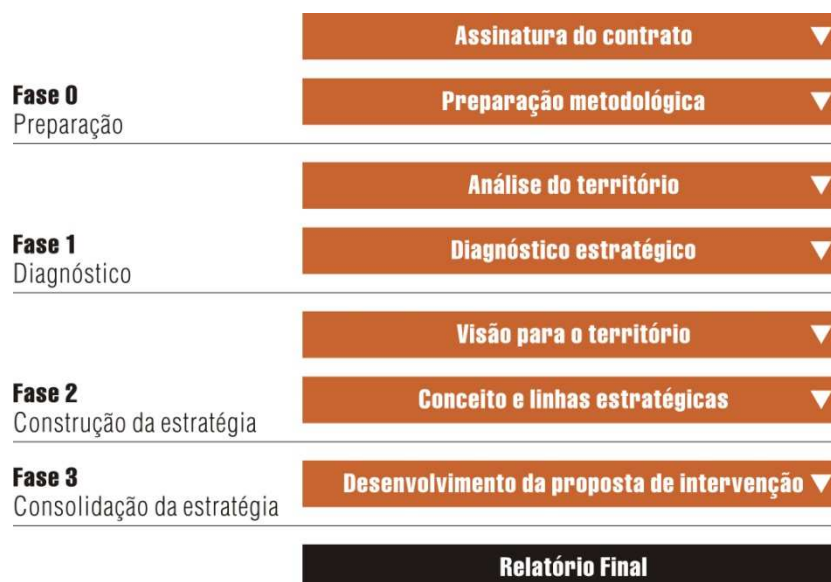 Assinatura do contrato
Fase 0
Preparação
Preparação metodológica
Análise do território
Fase 1
Diagnóstico
Diagnóstico estratégico
Visão para o território
Fase 2
Construção da estratégia
Conceito e linhas estratégicas
Fase 3
Consolidação da estratégia
Desenvolvimento da proposta de intervenção
Relatório Final